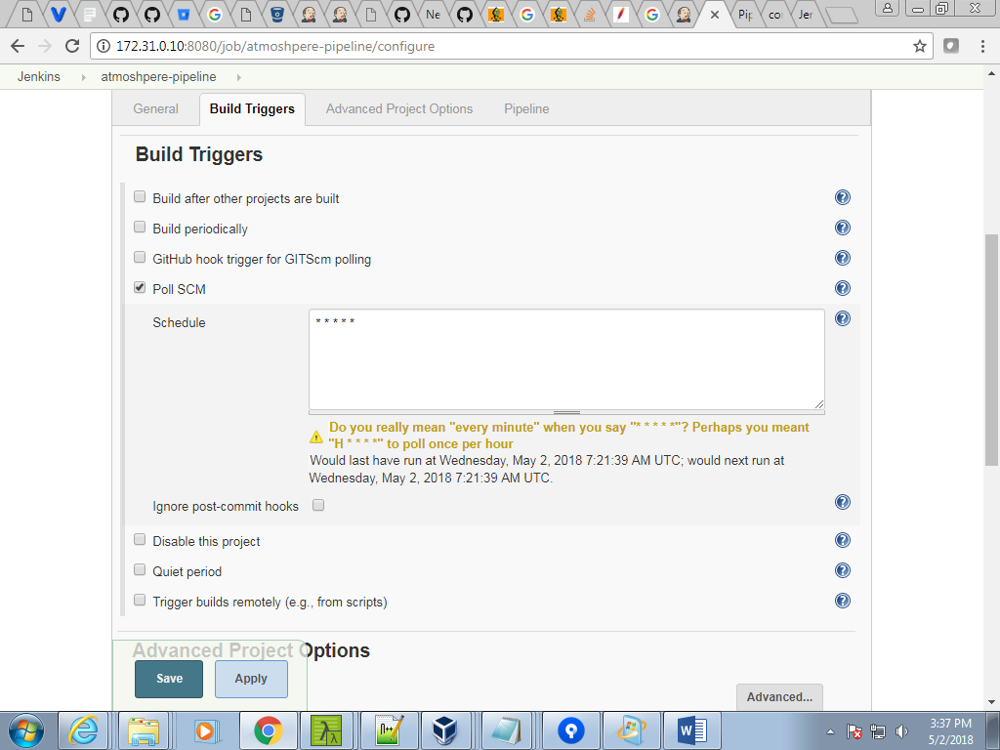 Ne
Pip
co
Jer
172.31.0.10:8080/job/atmoshpere-pipeline/configure
Jenkins
atmoshpere-pipeline
General
Build Triggers
Advanced Project Options
Pipeline
Build Triggers
Build after other projects are built
Build periodically
GitHub hook trigger for GITScm polling
Poll SCM
Schedule
* * * * *
Do you really mean "every minute" when you say "* * * * *"? Perhaps you meant
"H * * * *" to poll once per hour
Would last have run at Wednesday, May 2, 2018 7:21:39 AM UTC; would next run at
Wednesday, May 2, 2018 7:21:39 AM UTC.
Ignore post-commit hooks
Disable this project
Quiet period
Trigger builds remotely (e.g., from scripts)
Advanced Project Options
Save
Apply
Advanced...
3:37 PM
5/2/2018